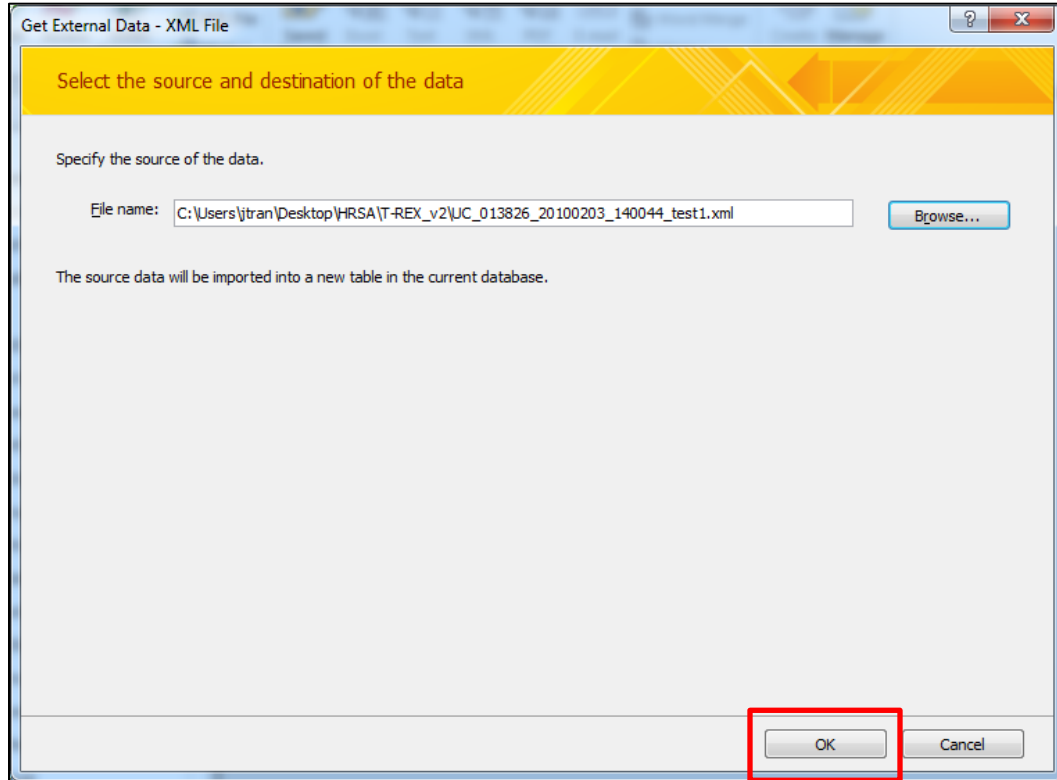 Get External Data - XML File
Select the source and destination of the data
Specify the source of the data.
File name: C:\Users\jtran\Desktop\HRSA\T-REX_v2\UC_013826_20100203_140044_test1.xml Browse...
The source data will be imported into a new table in the current database.
OK Cancel